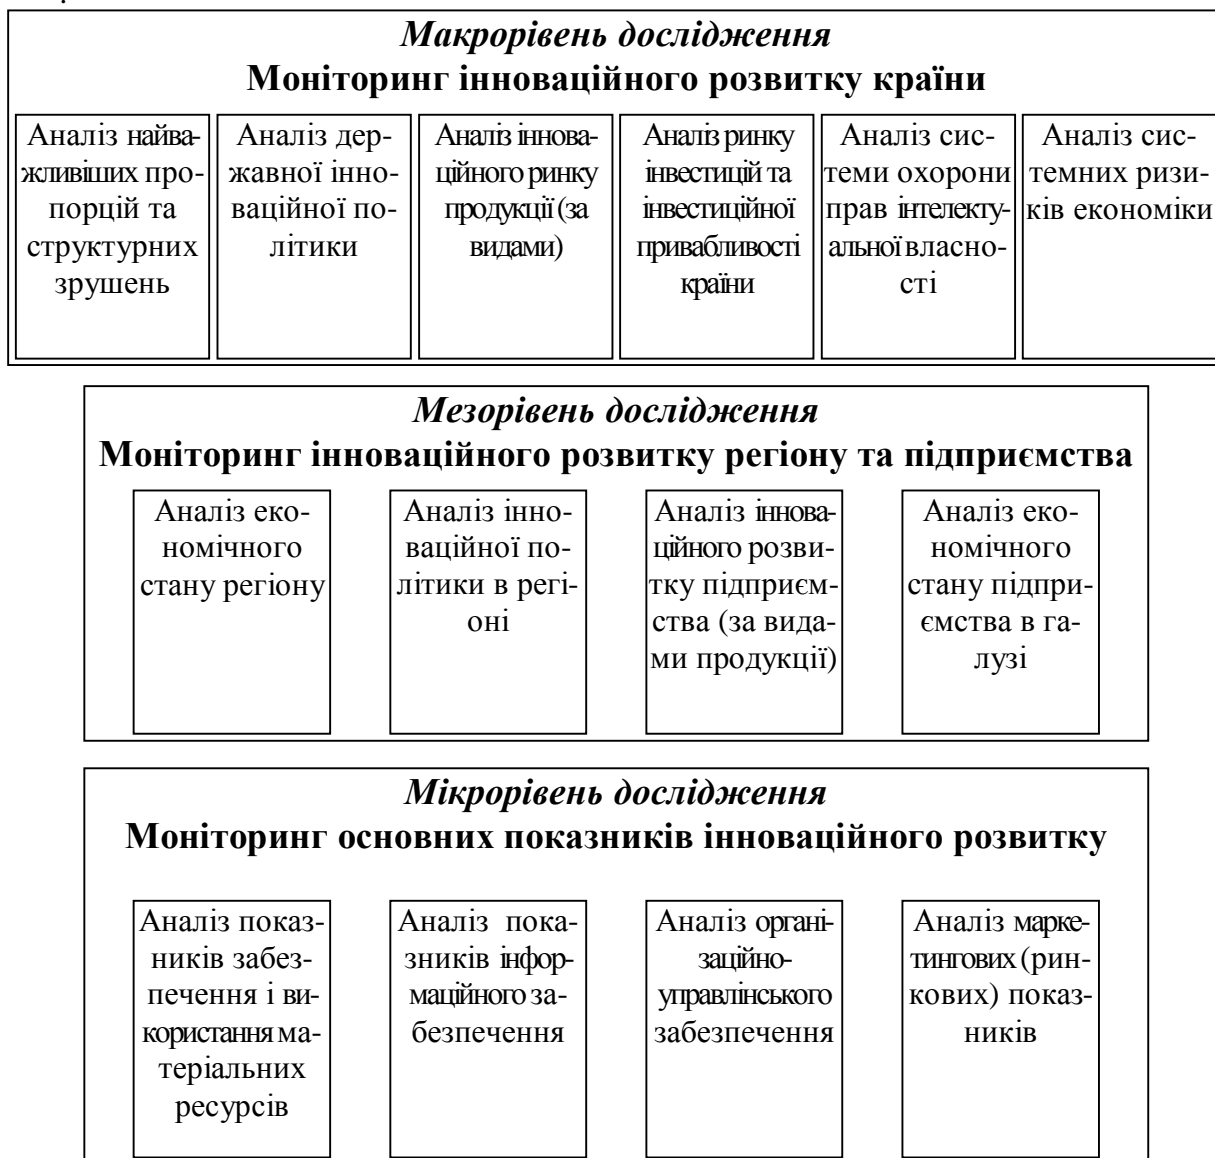 Макрорівень дослідження
Моніторинг інноваційного розвитку країни
Аналіз найва-
жливіших про-
порцій та
структурних
зрушень
Аналіз дер-
жавної інно-
ваційної по-
літики
Аналіз іннова-
ційного ринку
продукції (за
видами)
Аналіз ринку
інвестицій та
інвестиційної
привабливості
країни
Аналіз сис-
теми охорони
прав інтелекту-
альної власно-
сті
Аналіз сис-
темних ризи-
ків економіки
Мезорівень дослідження
Моніторинг інноваційного розвитку регіону та підприємства
Аналіз еко-
номічного
стану регіону
Аналіз інно-
ваційної по-
літики в регі-
оні
Аналіз іннова-
ційного розви-
тку підприєм-
ства (за вида-
ми продукції)
Аналіз еко-
номічного
стану підпри-
ємства в га-
лузі
Мікрорівень дослідження
Моніторинг основних показників інноваційного розвитку
Аналіз показ-
ників забез-
печення і ви-
користання ма-
теріальних
ресурсів
Аналіз пока-
зників інфор-
маційного за-
безпечення
Аналіз органі-
заційно-
управлінського
забезпечення
Аналіз марке-
тингових (рин-
кових) показ-
ників